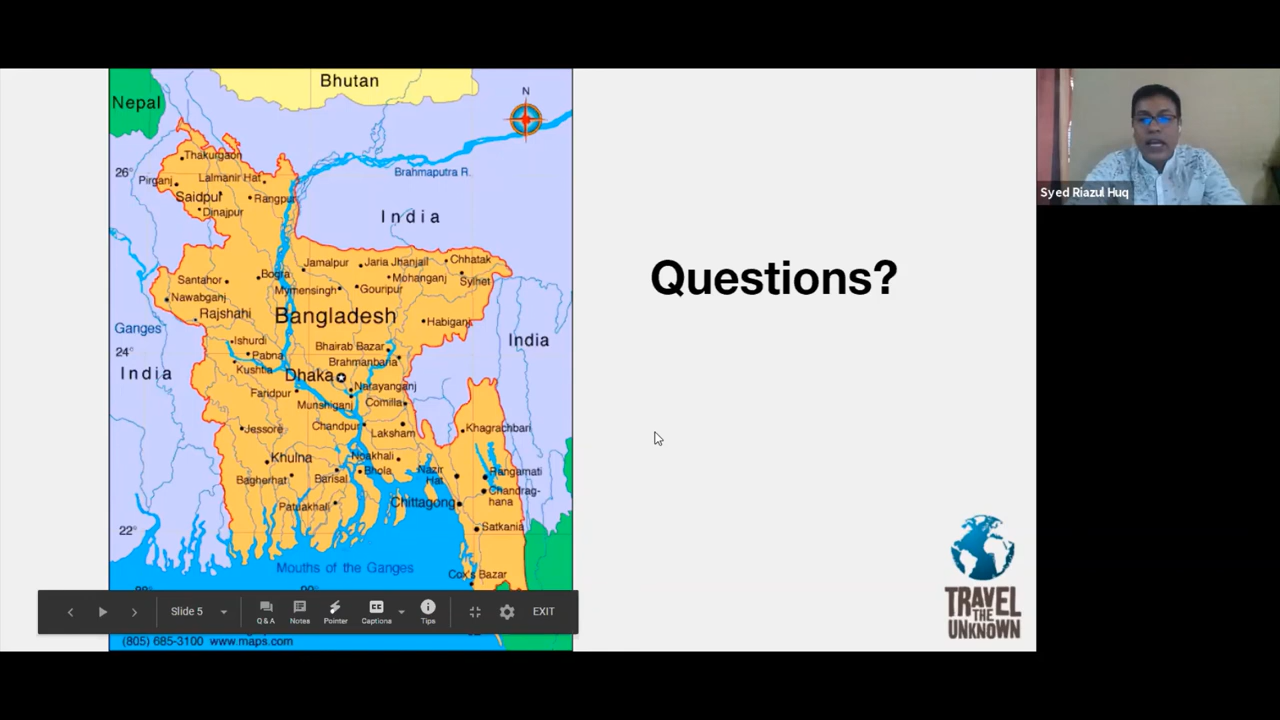 Bhutan
Nepal
N
Thakurgaon
26°
Pirganj
Lalmanir Hat
Brahmaputra R.
Saidpur
Rangpur
Dinajpur
India
Jamalpur
Jaria Jhanjail
Chhatak
Bogra
Mohanganj
Santahor
Sylhet
Mymensingh
Gouripur
Nawabganj
Rajshahi
Bangladesh
Habiganj
Ganges
Ishurdi
Bhairab Bazar
India
24°
Pabna
Brahmanbaria
India
Kushtia
Dhaka
Narayanganj
Faridpur
Munshiganj
Comilla
Jessore
Chandpur
Laksham
Khagrachbari
Khulna
Noakhali
Bhola
Nazir
Hat
Rangamati
Bagherhat
Barisal
Chandrag-
hana
Patuakhali
Chittagong
Satkania
22°
Mouths of the Ganges
Cox's Bazar
(805) 685-3100 www.maps.com
Questions?
TRAVEL
THE
UNKNOWN
Syed Riazul Huq
Slide 5
Q & A
Notes
Pointer
CC
Captions
Tips
EXIT